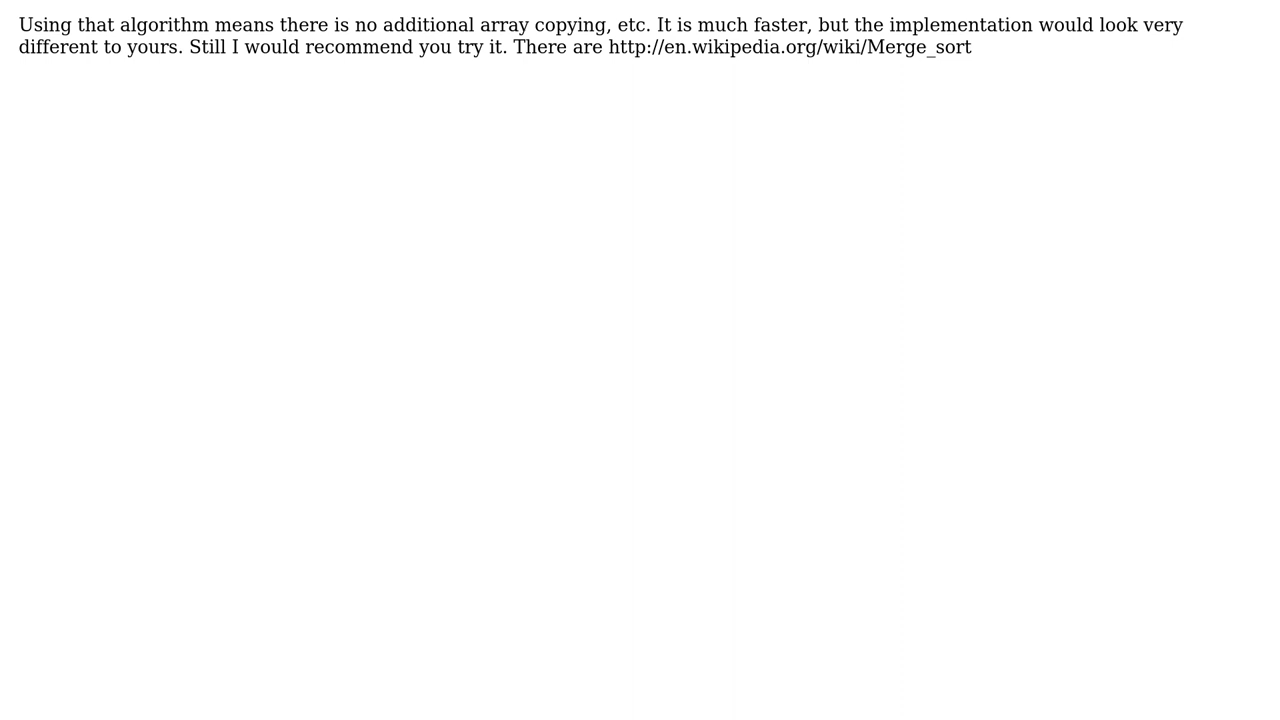 Using that algorithm means there is no additional array copying, etc. It is much faster, but the implementation would look very
different to yours. Still I would recommend you try it. There are http://en.wikipedia.org/wiki/Merge_sort